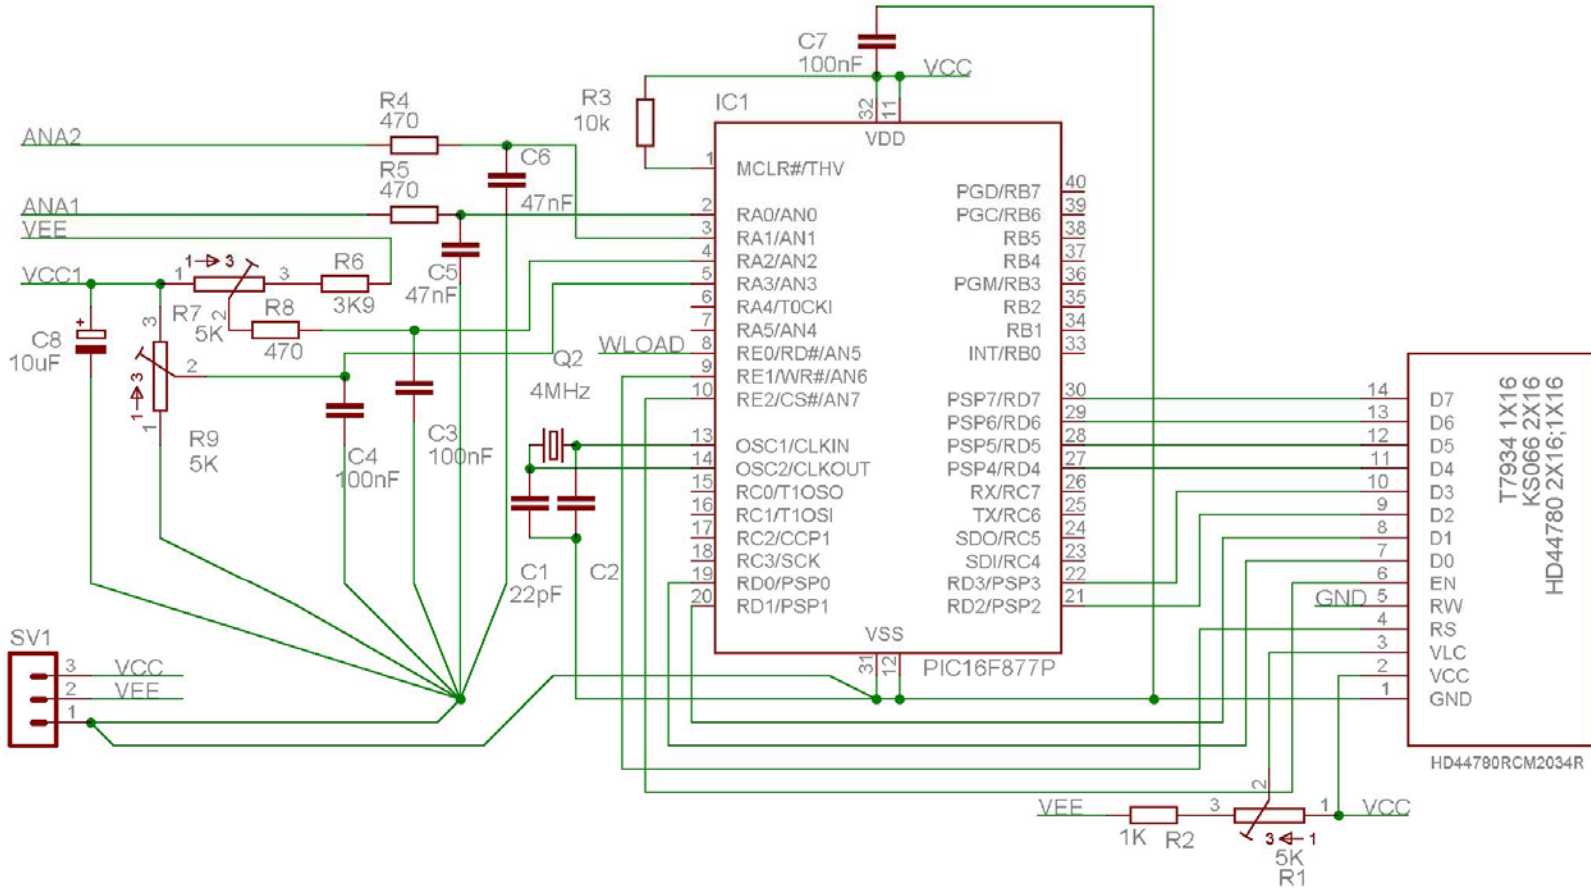 C7
100nF
VCC
R3
10k
IC1
32
11
VDD
R4
470
ANA2
C6
47nF
R5
470
ANA1
VEE
VCC1
1 3
1
3
R6
3K9
C5
47nF
R7
5K
2
R8
470
C8
+
10uF
3
2
1 3
1
R9
5K
C4
100nF
C3
100nF
Q2
4MHz
WLOAD
C1
22pF
C2
1 MCLR#/THV
2 RA0/AN0
3 RA1/AN1
4 RA2/AN2
5 RA3/AN3
6 RA4/T0CKI
7 RA5/AN4
8 RE0/RD#/AN5
9 RE1/WR#/AN6
10 RE2/CS#/AN7
13 OSC1/CLKIN
14 OSC2/CLKOUT
15 RC0/T1OSO
16 RC1/T1OSI
17 RC2/CCP1
18 RC3/SCK
19 RD0/PSP0
20 RD1/PSP1
PGD/RB7 40
PGC/RB6 39
RB5 38
RB4 37
PGM/RB3 36
RB2 35
RB1 34
INT/RB0 33
PSP7/RD7 30
PSP6/RD6 29
PSP5/RD5 28
PSP4/RD4 27
RX/RC7 26
TX/RC6 25
SDO/RC5 24
SDI/RC4 23
RD3/PSP3 22
RD2/PSP2 21
VSS
31
12
PIC16F877P
14 D7
13 D6
12 D5
11 D4
10 D3
9 D2
8 D1
7 D0
6 EN
GND 5 RW
4 RS
3 VLC
2 VCC
1 GND
T7934 1X16
KS066 2X16
HD44780 2X16;1X16
HD44780RCM2034R
SV1
3 VCC
2 VEE
1
VEE
1K
R2
3
2
1
VCC
3 1
5K
R1